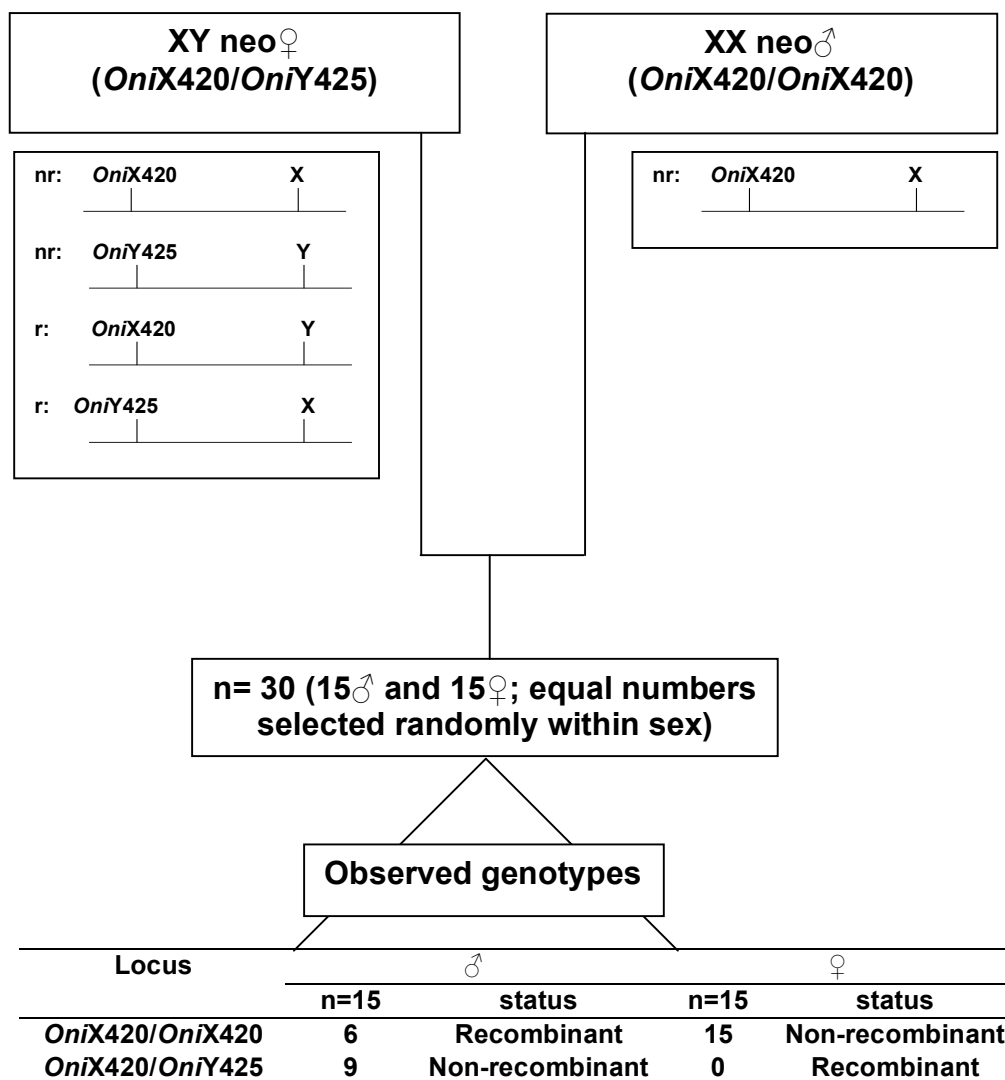 XY neo♀
(OniX420/OniY425)
XX neo♂
(OniX420/OniX420)
nr: OniX420 X
nr: OniY425 Y
r: OniX420 Y
r: OniY425 X
nr: OniX420 X
n= 30 (15♂ and 15♀; equal numbers
selected randomly within sex)
Observed genotypes
Locus ♂ ♀
n=15 status n=15 status
OniX420/OniX420 6 Recombinant 15 Non-recombinant
OniX420/OniY425 9 Non-recombinant 0 Recombinant